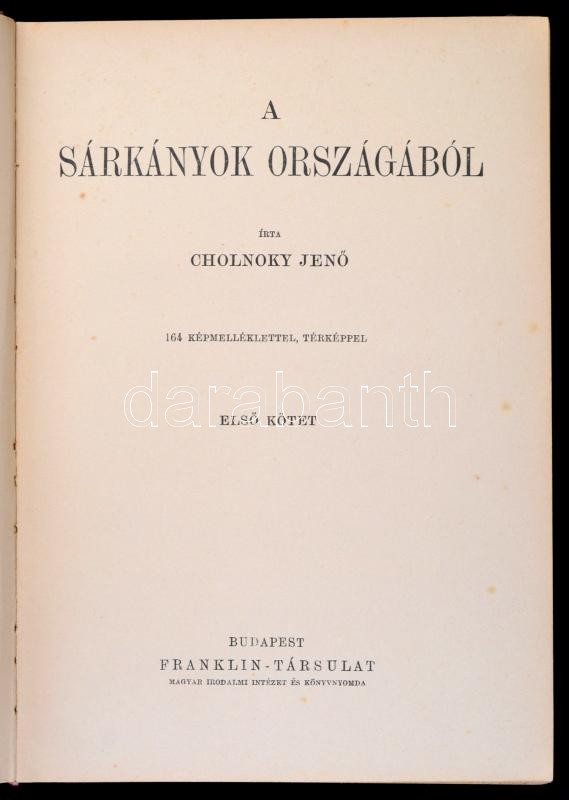 A
SÁRKÁNYOK ORSZÁGÁBÓL
ÍRTA
CHOLNOKY JENŐ
164 KÉPMELLÉKLETTEL, TÉRKÉPPEL
darabanth
ELSŐ KÖTET
BUDAPEST
FRANKLIN-TÁRSULAT
MAGYAR IRODALMI INTÉZET ÉS KÖNYVNYOMDA